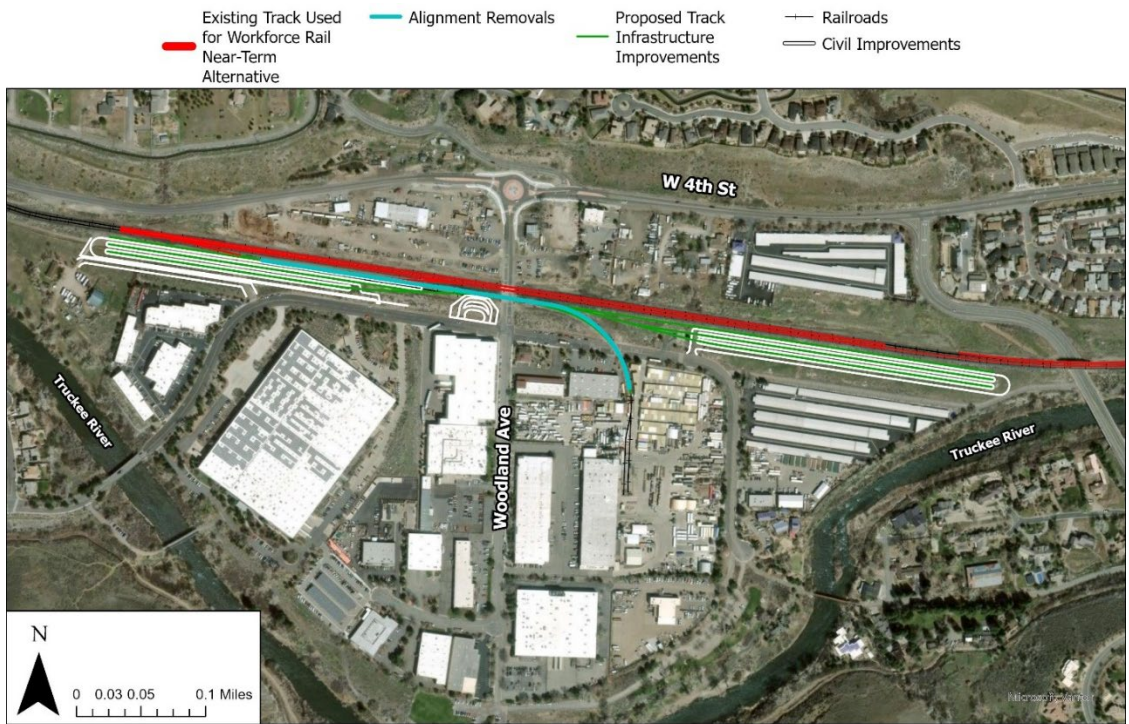 Existing Track Used
for Workforce Rail
Near-Term
Alternative
Alignment Removals
Proposed Track
Infrastructure
Improvements
Railroads
Civil Improvements
W 4th St
Woodland Ave
Truckee River
Truckee River
N
0 0.03 0.05 0.1 Miles